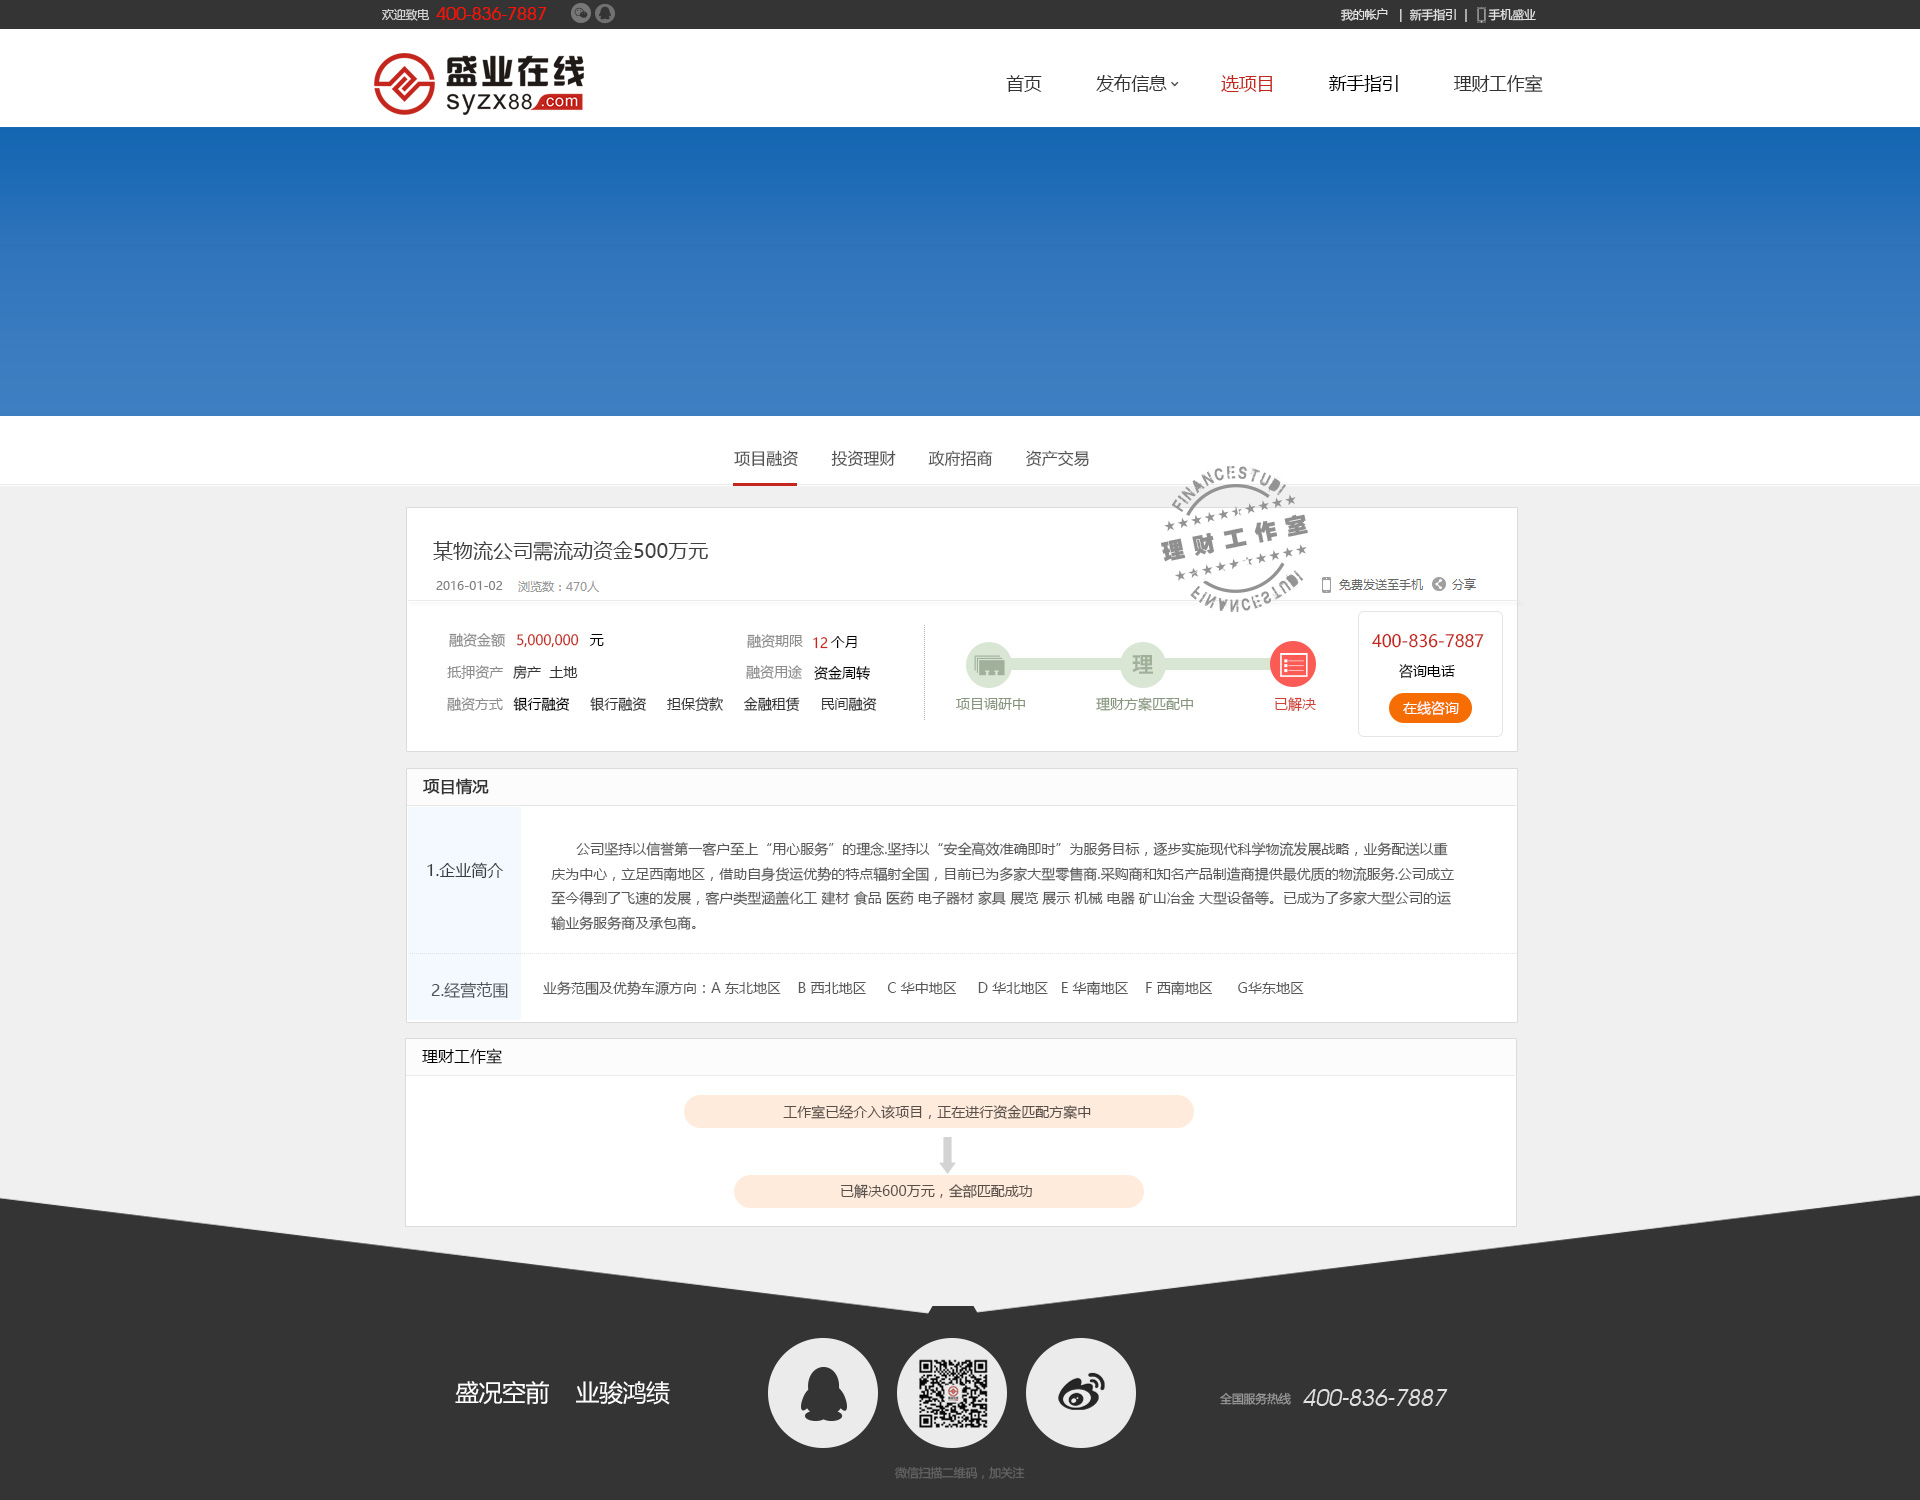 欢迎致电 400-836-7887
我的帐户 | 新手指引 | 手机盛业
盛业在线
syzx88.com
首页 发布信息 选项目 新手指引 理财工作室
项目融资 投资理财 政府招商 资产交易
FINANCESTUDI
理财工作室
FINANCESTUDI
某物流公司需流动资金500万元
2016-01-02 浏览数：470人
免费发送至手机 分享
融资金额 5,000,000 元 融资期限 12 个月
抵押资产 房产 土地 融资用途 资金周转
融资方式 银行融资 银行融资 担保贷款 金融租赁 民间融资
理
项目调研中 理财方案匹配中 已解决
400-836-7887
咨询电话
在线咨询
项目情况
1.企业简介
公司坚持以信誉第一客户至上“用心服务”的理念.坚持以“安全高效准确即时”为服务目标，逐步实施现代科学物流发展战略，业务配送以重
庆为中心，立足西南地区，借助自身货运优势的特点辐射全国，目前已为多家大型零售商.采购商和知名产品制造商提供最优质的物流服务.公司成立
至今得到了飞速的发展，客户类型涵盖化工 建材 食品 医药 电子器材 家具 展览 展示 机械 电器 矿山冶金 大型设备等。已成为了多家大型公司的运
输业务服务商及承包商。
2.经营范围
业务范围及优势车源方向：A 东北地区 B 西北地区 C 华中地区 D 华北地区 E 华南地区 F 西南地区 G华东地区
理财工作室
工作室已经介入该项目，正在进行资金匹配方案中
已解决600万元，全部匹配成功
盛况空前 业骏鸿绩
全国服务热线 400-836-7887
微信扫描二维码，加关注